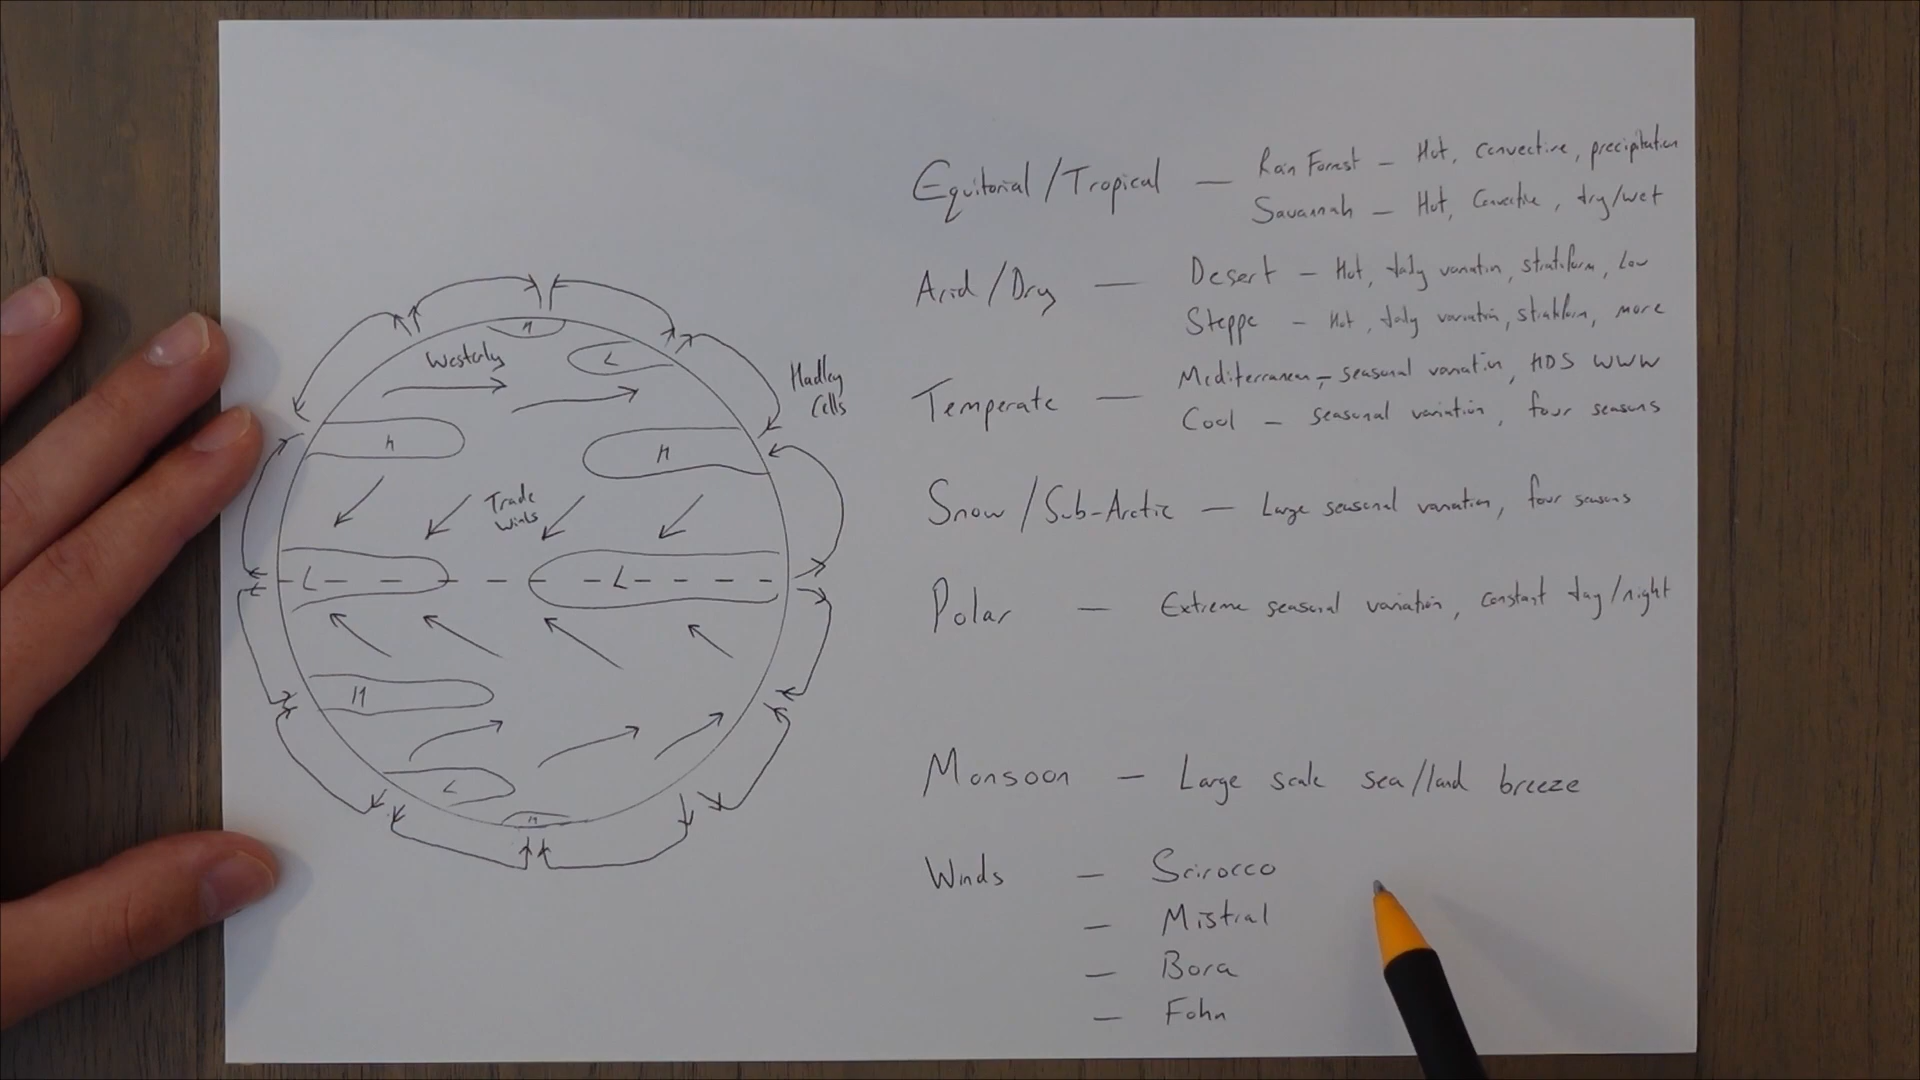 Equitorial / Tropical — Rain Forest – Hot, convective, precipitation
Savannah – Hot, Convective, dry/wet
Arid / Dry — Desert – Hot, daily variation, stratiform, low
Steppe – Hot, daily variation, stratiform, more
Temperate — Mediterranean – seasonal variation, HDS WWW
Cool – seasonal variation, four seasons
Snow / Sub-Arctic — Large seasonal variation, four seasons
Polar — Extreme seasonal variation, constant day/night
Monsoon — Large scale sea/land breeze
Winds — Scirocco
— Mistral
— Bora
— Fohn
H
Westerly
L
Hadley
Cells
H
H
Trade
winds
L
L
H
L
H